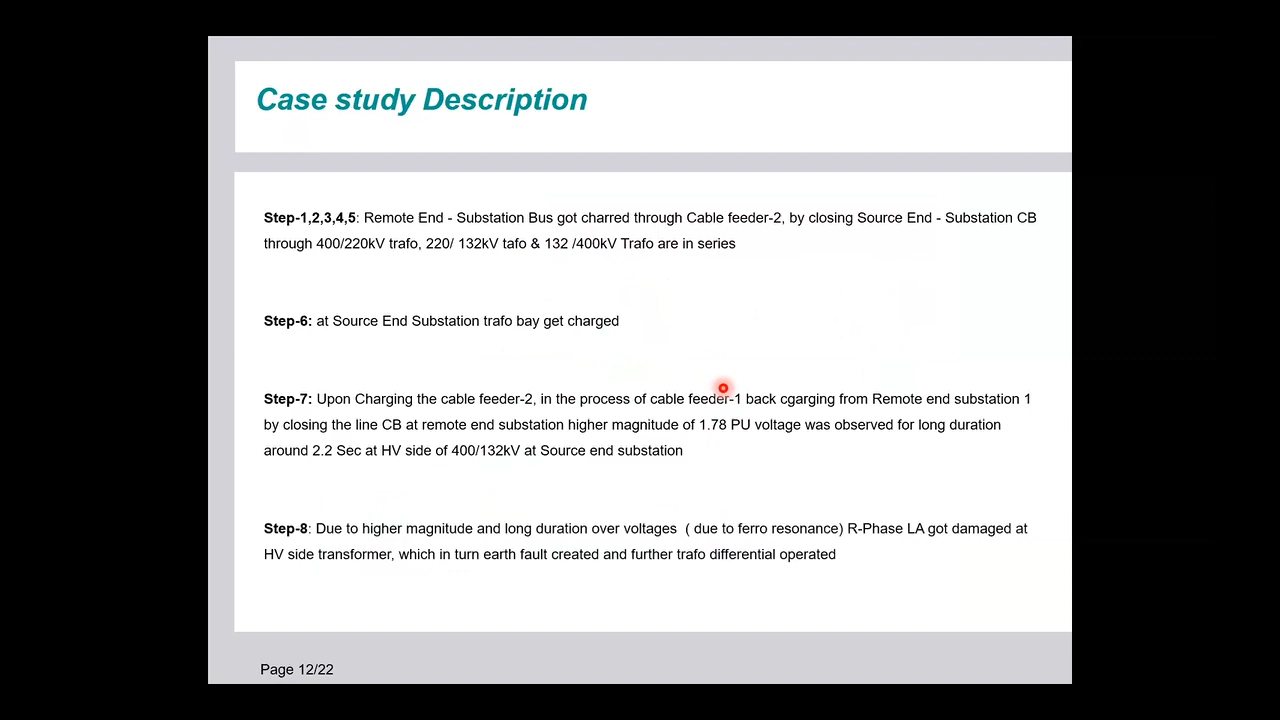 Case study Description
Step-1,2,3,4,5: Remote End - Substation Bus got charred through Cable feeder-2, by closing Source End - Substation CB
through 400/220kV trafo, 220/ 132kV tafo & 132 /400kV Trafo are in series
Step-6: at Source End Substation trafo bay get charged
Step-7: Upon Charging the cable feeder-2, in the process of cable feeder-1 back cgarging from Remote end substation 1
by closing the line CB at remote end substation higher magnitude of 1.78 PU voltage was observed for long duration
around 2.2 Sec at HV side of 400/132kV at Source end substation
Step-8: Due to higher magnitude and long duration over voltages ( due to ferro resonance) R-Phase LA got damaged at
HV side transformer, which in turn earth fault created and further trafo differential operated
Page 12/22